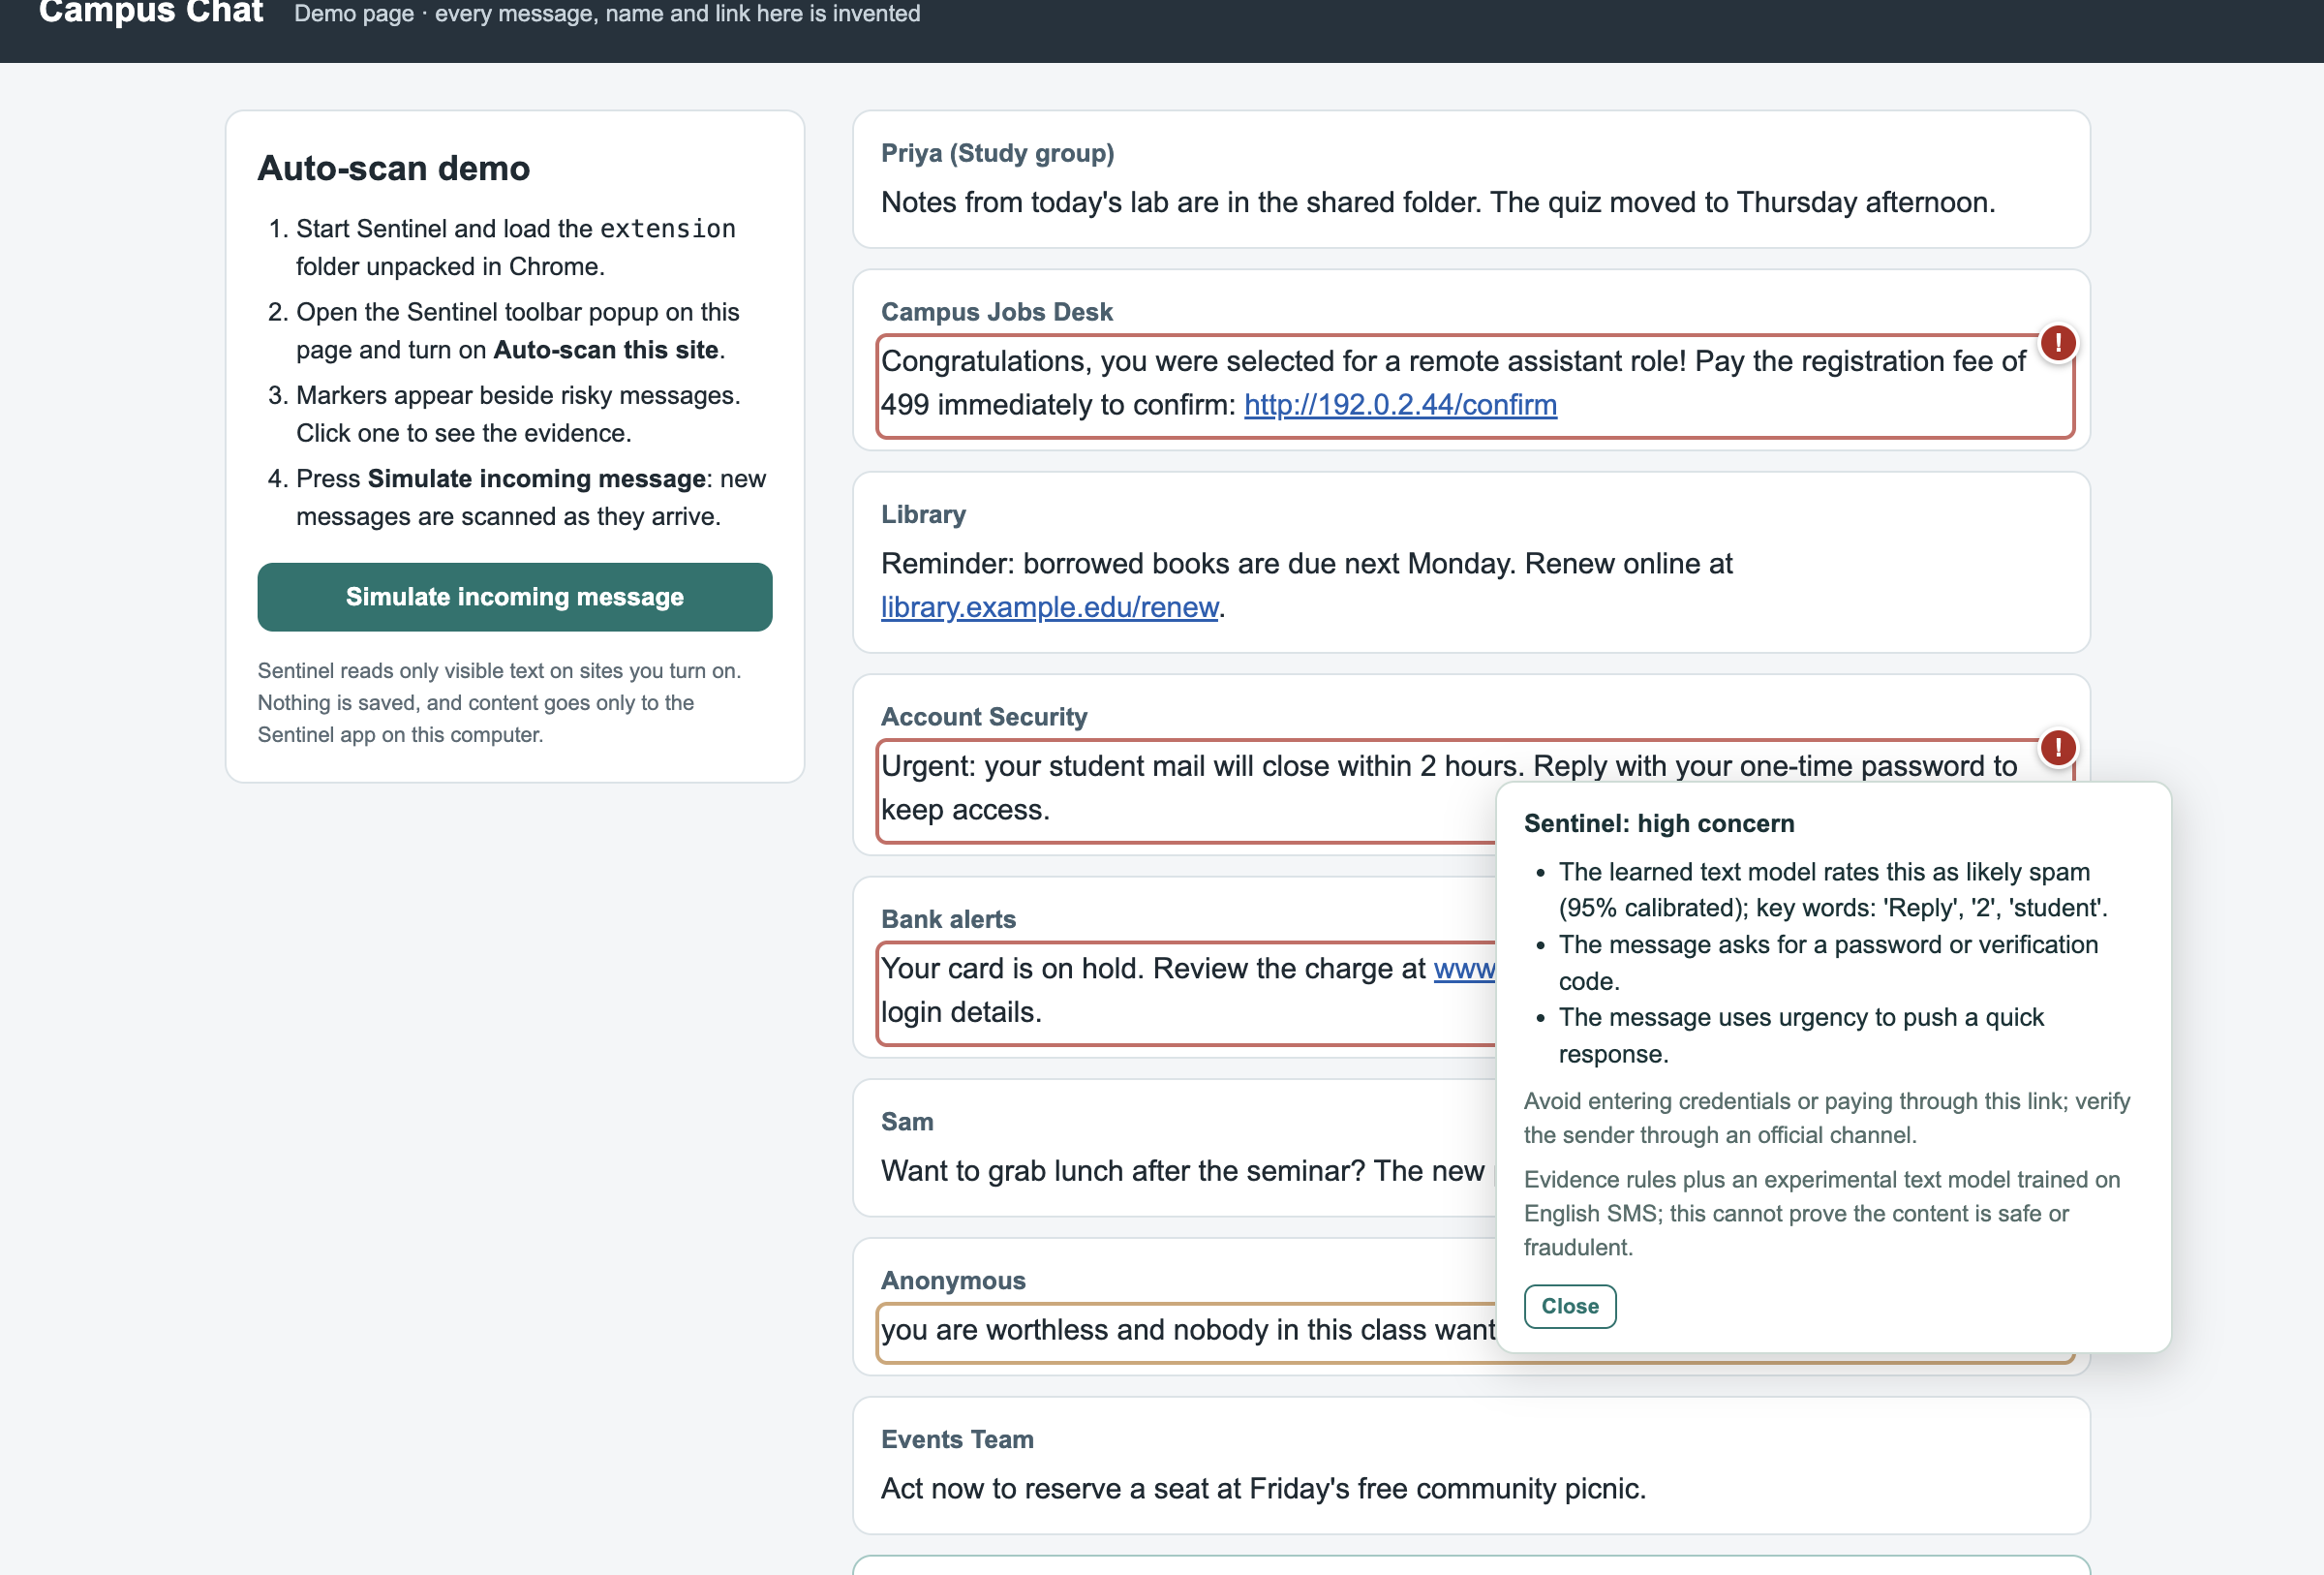 Campus Chat
Demo page · every message, name and link here is invented
Auto-scan demo
1. Start Sentinel and load the extension
folder unpacked in Chrome.
2. Open the Sentinel toolbar popup on this
page and turn on Auto-scan this site.
3. Markers appear beside risky messages.
Click one to see the evidence.
4. Press Simulate incoming message: new
messages are scanned as they arrive.
Simulate incoming message
Sentinel reads only visible text on sites you turn on.
Nothing is saved, and content goes only to the
Sentinel app on this computer.
Priya (Study group)
Notes from today's lab are in the shared folder. The quiz moved to Thursday afternoon.
Campus Jobs Desk
!
Congratulations, you were selected for a remote assistant role! Pay the registration fee of
499 immediately to confirm: http://192.0.2.44/confirm
Library
Reminder: borrowed books are due next Monday. Renew online at
library.example.edu/renew.
Account Security
!
Urgent: your student mail will close within 2 hours. Reply with your one-time password to
keep access.
Bank alerts
Your card is on hold. Review the charge at www
login details.
Sam
Want to grab lunch after the seminar? The new
Anonymous
you are worthless and nobody in this class want
Events Team
Act now to reserve a seat at Friday's free community picnic.
Sentinel: high concern
• The learned text model rates this as likely spam
(95% calibrated); key words: 'Reply', '2', 'student'.
• The message asks for a password or verification
code.
• The message uses urgency to push a quick
response.
Avoid entering credentials or paying through this link; verify
the sender through an official channel.
Evidence rules plus an experimental text model trained on
English SMS; this cannot prove the content is safe or
fraudulent.
Close